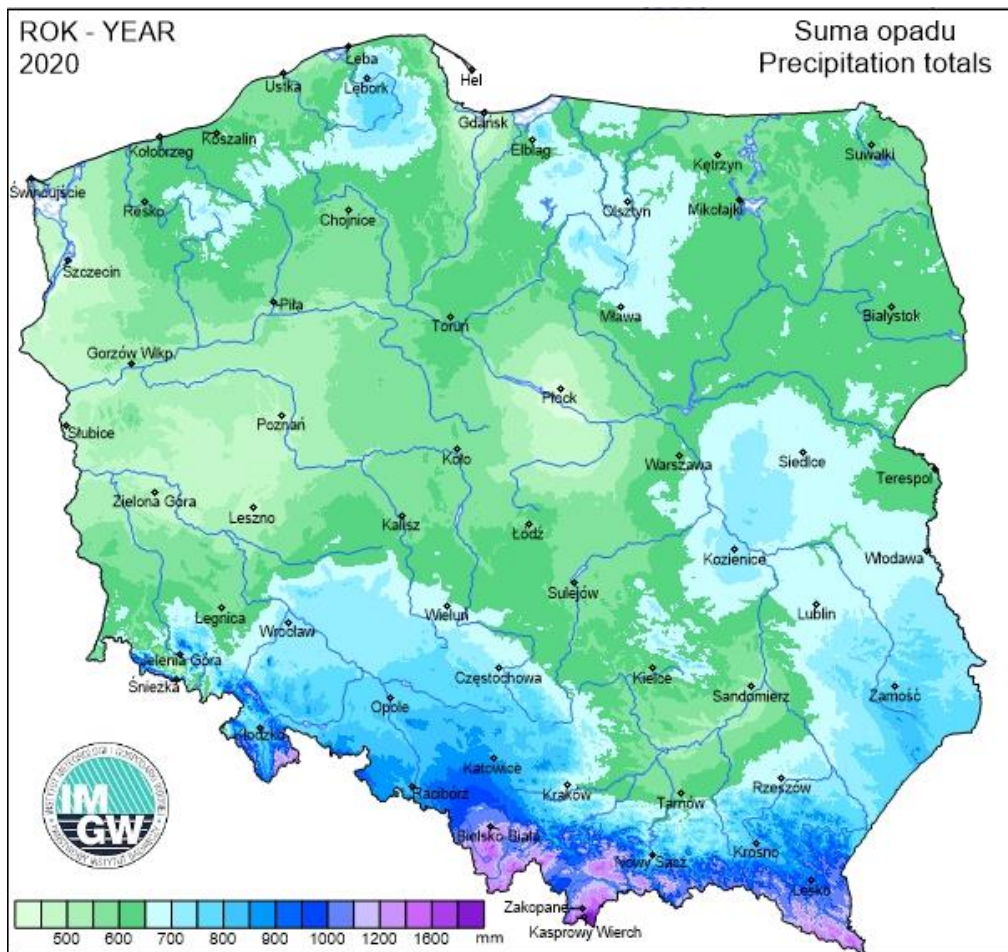 ROK - YEAR
2020
Suma opadu
Precipitation totals
Łeba
Hel
Ustka
Lębork
Gdańsk
Koszalin
Kołobrzeg
Elbląg
Suwałki
Kętrzyn
Świnoujście
Resko
Chojnice
Olsztyn
Mikołajki
Szczecin
Piła
Toruń
Mława
Białystok
Gorzów Wlkp.
Płock
Słubice
Poznań
Koło
Warszawa
Siedlce
Terespol
Zielona Góra
Leszno
Kalisz
Łódź
Kozienice
Włodawa
Sulejów
Legnica
Wieluń
Lublin
Wrocław
Jelenia Góra
Częstochowa
Kielce
Śnieżka
Sandomierz
Zamość
Opole
Kłodzko
Katowice
Racibórz
Kraków
Rzeszów
Tarnów
Bielsko Biała
Krosno
Nowy Sącz
Lesko
Zakopane
Kasprowy Wierch
IM
GW
500 600 700 800 900 1000 1200 1600 mm